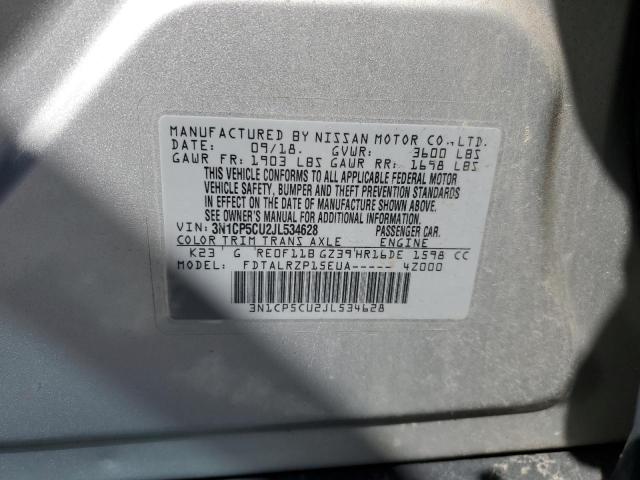 MANUFACTURED BY NISSAN MOTOR CO., LTD.
DATE: 09/18. GVWR: 3600 LBS
GAWR FR: 1903 LBS GAWR RR: 1698 LBS
THIS VEHICLE CONFORMS TO ALL APPLICABLE FEDERAL MOTOR
VEHICLE SAFETY, BUMPER AND THEFT PREVENTION STANDARDS
IN EFFECT ON THE DATE OF MANUFACTURE SHOWN ABOVE.
SEE OWNER'S MANUAL FOR ADDITIONAL INFORMATION.
VIN: 3N1CP5CU2JL534628 PASSENGER CAR.
COLOR TRIM TRANS AXLE ENGINE
K23 G RE0F11B GZ39 HR16DE 1598 CC
MODEL: FDTALRZP15EUA----- 4Z000
3N1CP5CU2JL534628